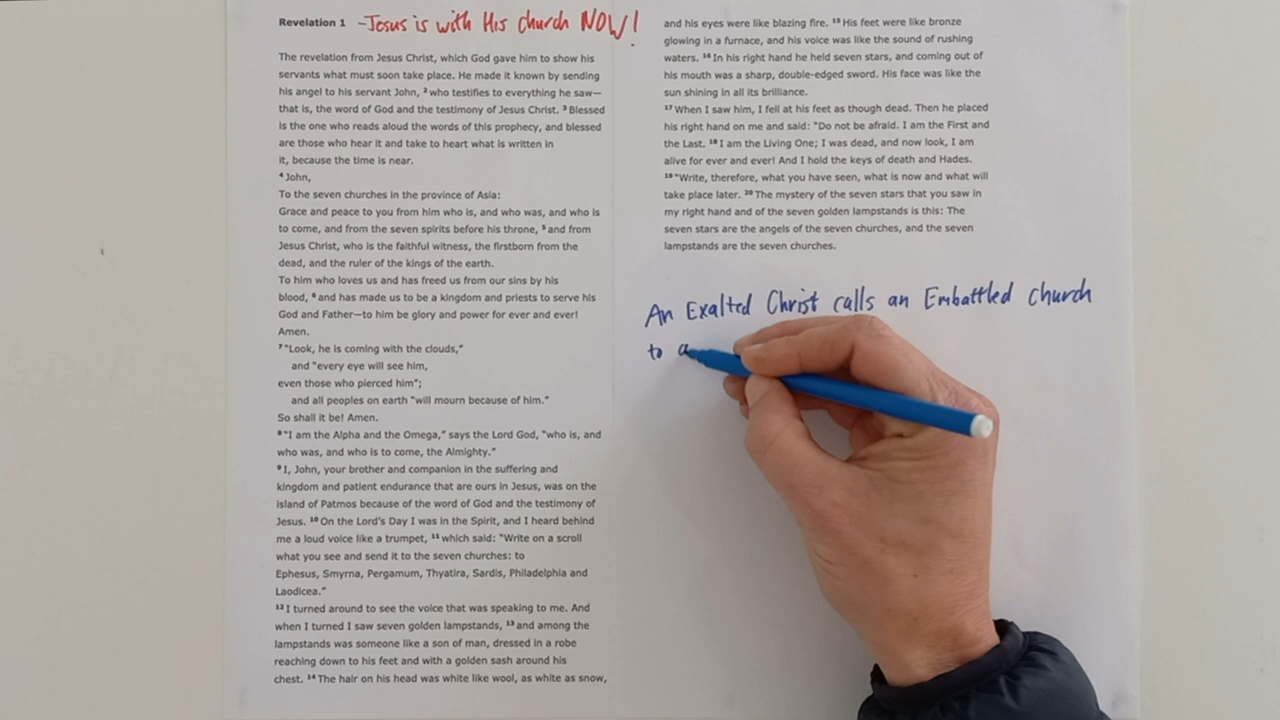 Revelation 1 -Jesus is with His church NOW!
The revelation from Jesus Christ, which God gave him to show his
servants what must soon take place. He made it known by sending
his angel to his servant John, ² who testifies to everything he saw—
that is, the word of God and the testimony of Jesus Christ. ³ Blessed
is the one who reads aloud the words of this prophecy, and blessed
are those who hear it and take to heart what is written in
it, because the time is near.
⁴ John,
To the seven churches in the province of Asia:
Grace and peace to you from him who is, and who was, and who is
to come, and from the seven spirits before his throne, ⁵ and from
Jesus Christ, who is the faithful witness, the firstborn from the
dead, and the ruler of the kings of the earth.
To him who loves us and has freed us from our sins by his
blood, ⁶ and has made us to be a kingdom and priests to serve his
God and Father—to him be glory and power for ever and ever!
Amen.
⁷ "Look, he is coming with the clouds,"
and "every eye will see him,
even those who pierced him";
and all peoples on earth "will mourn because of him."
So shall it be! Amen.
⁸ "I am the Alpha and the Omega," says the Lord God, "who is, and
who was, and who is to come, the Almighty."
⁹ I, John, your brother and companion in the suffering and
kingdom and patient endurance that are ours in Jesus, was on the
island of Patmos because of the word of God and the testimony of
Jesus. ¹⁰ On the Lord's Day I was in the Spirit, and I heard behind
me a loud voice like a trumpet, ¹¹ which said: "Write on a scroll
what you see and send it to the seven churches: to
Ephesus, Smyrna, Pergamum, Thyatira, Sardis, Philadelphia and
Laodicea."
¹² I turned around to see the voice that was speaking to me. And
when I turned I saw seven golden lampstands, ¹³ and among the
lampstands was someone like a son of man, dressed in a robe
reaching down to his feet and with a golden sash around his
chest. ¹⁴ The hair on his head was white like wool, as white as snow,
and his eyes were like blazing fire. ¹⁵ His feet were like bronze
glowing in a furnace, and his voice was like the sound of rushing
waters. ¹⁶ In his right hand he held seven stars, and coming out of
his mouth was a sharp, double-edged sword. His face was like the
sun shining in all its brilliance.
¹⁷ When I saw him, I fell at his feet as though dead. Then he placed
his right hand on me and said: "Do not be afraid. I am the First and
the Last. ¹⁸ I am the Living One; I was dead, and now look, I am
alive for ever and ever! And I hold the keys of death and Hades.
¹⁹ "Write, therefore, what you have seen, what is now and what will
take place later. ²⁰ The mystery of the seven stars that you saw in
my right hand and of the seven golden lampstands is this: The
seven stars are the angels of the seven churches, and the seven
lampstands are the seven churches.
An Exalted Christ calls an Embattled Church
to a